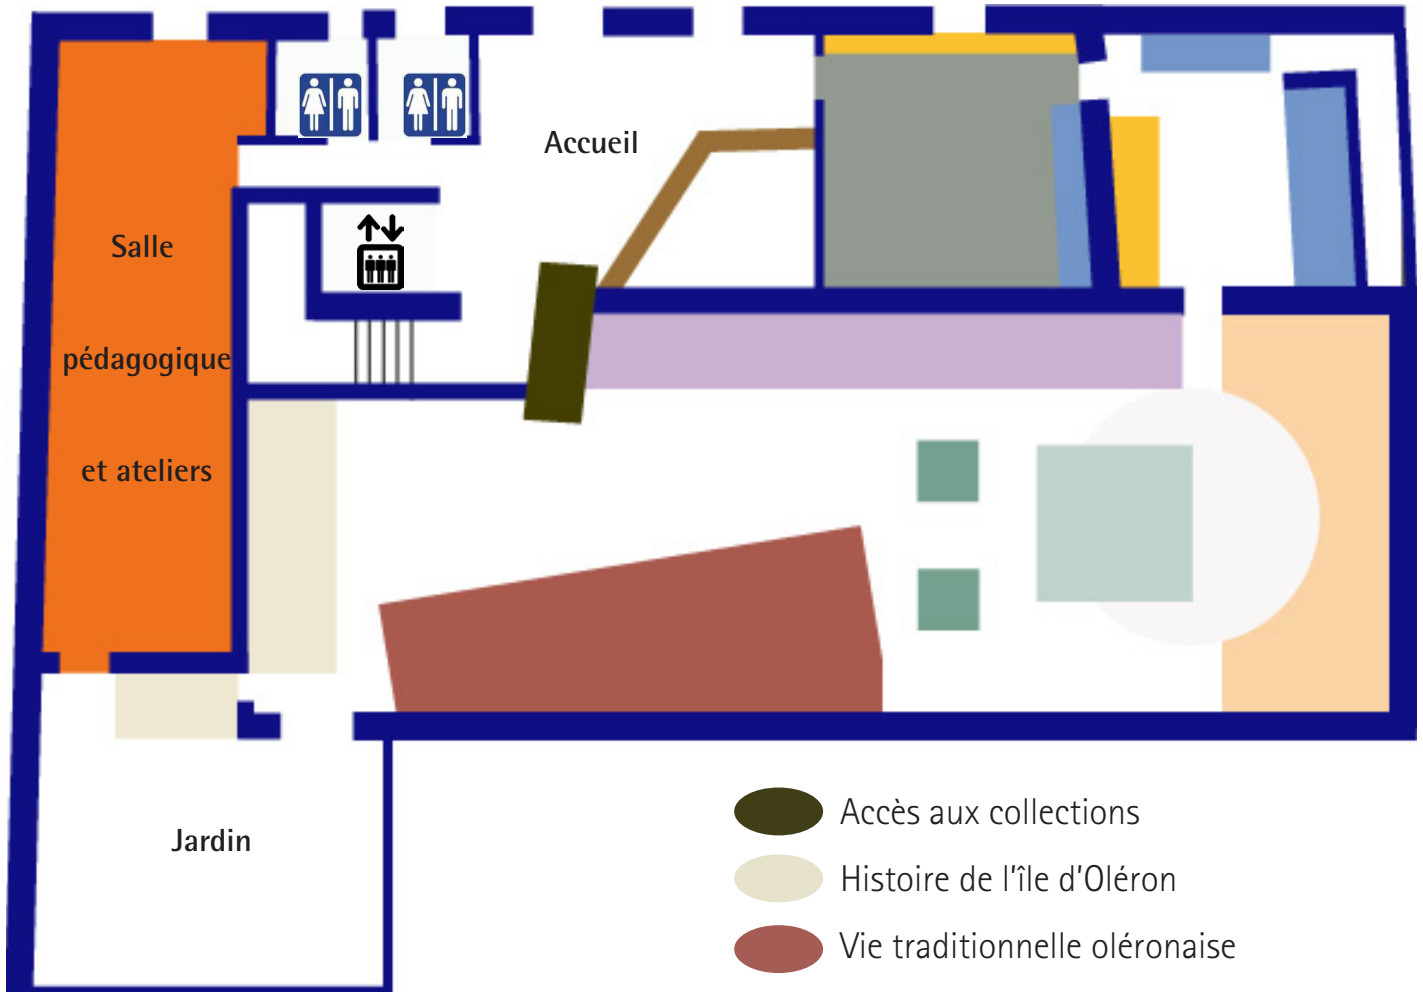 Accueil
Salle
pédagogique
et ateliers
Jardin
Accès aux collections
Histoire de l'île d'Oléron
Vie traditionnelle oléronaise